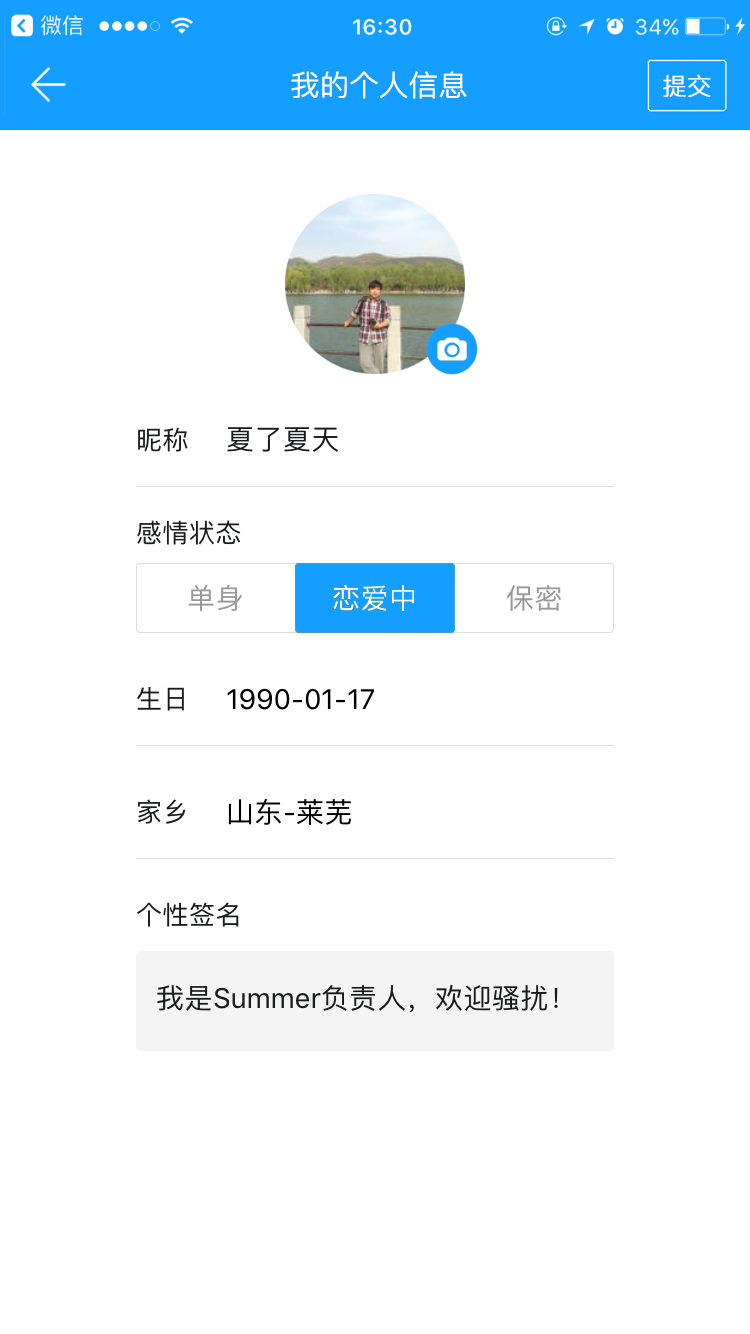 微信 16:30 34%
我的个人信息 提交
昵称 夏了夏天
感情状态
单身 恋爱中 保密
生日 1990-01-17
家乡 山东-莱芜
个性签名
我是Summer负责人，欢迎骚扰！